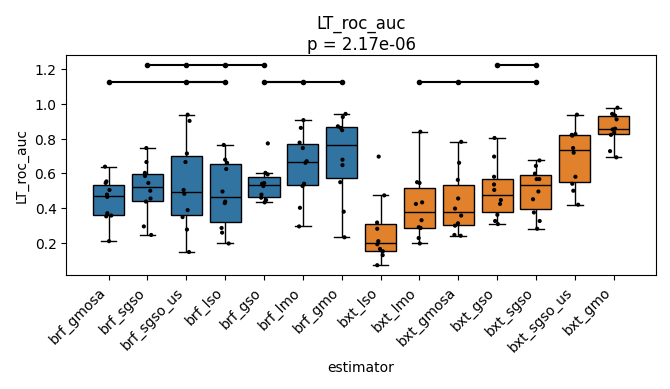 LT_roc_auc
p = 2.17e-06
LT_roc_auc
1.2
1.0
0.8
0.6
0.4
0.2
brf_gmosa
brf_sgso
brf_sgso_us
brf_lso
brf_gso
brf_lmo
brf_gmo
bxt_lso
bxt_lmo
bxt_gmosa
bxt_gso
bxt_sgso
bxt_sgso_us
bxt_gmo
estimator